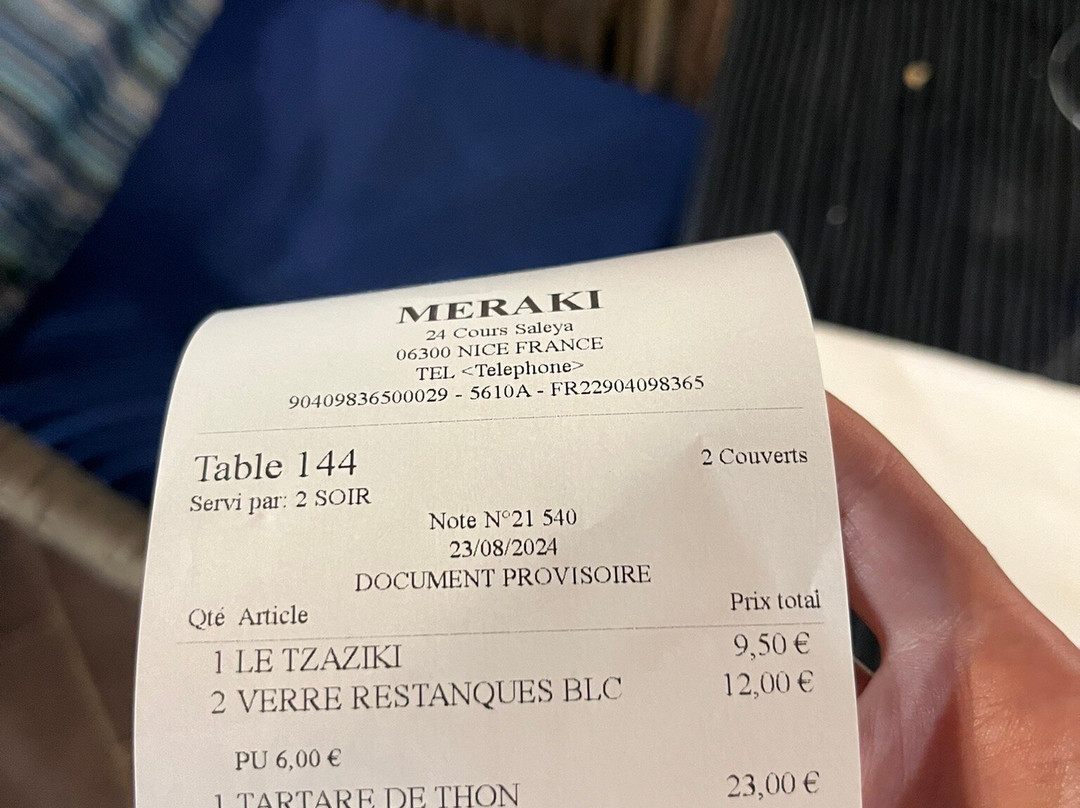 MERAKI
24 Cours Saleya
06300 NICE FRANCE
TEL <Telephone>
90409836500029 - 5610A - FR22904098365
Table 144 2 Couverts
Servi par: 2 SOIR
Note N°21 540
23/08/2024
DOCUMENT PROVISOIRE
Qté Article Prix total
1 LE TZAZIKI 9,50 €
2 VERRE RESTANQUES BLC 12,00 €
PU 6,00 €
1 TARTARE DE THON 23,00 €